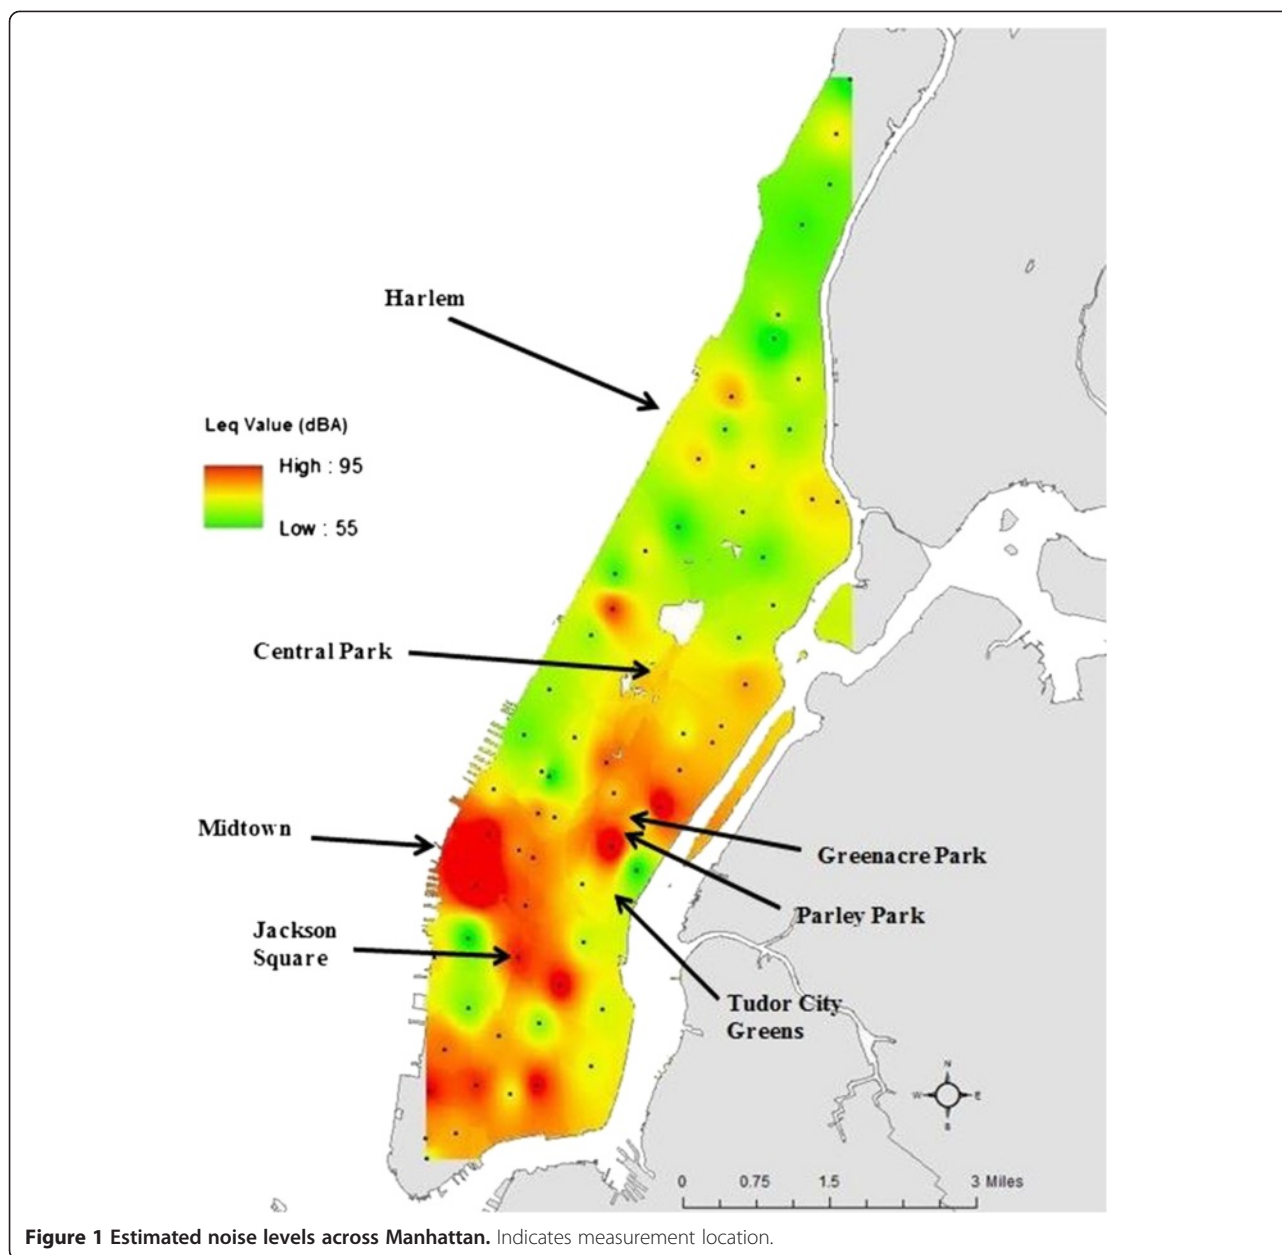 Harlem
Leq Value (dBA)
High : 95
Low : 55
Central Park
Midtown
Greenacre Park
Parley Park
Jackson
Square
Tudor City
Greens
N
W
E
S
0 0.75 1.5 3 Miles
Figure 1 Estimated noise levels across Manhattan. Indicates measurement location.